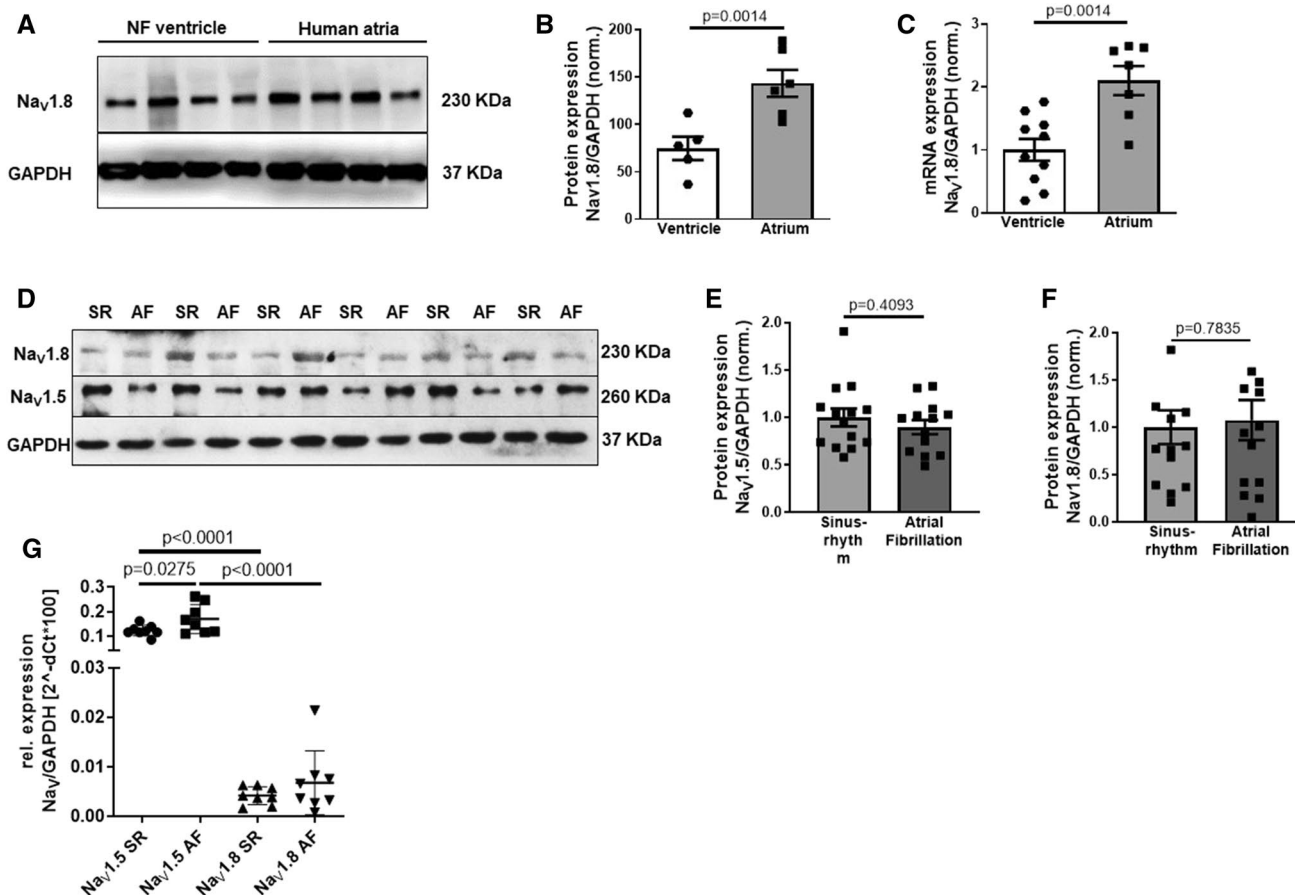 A
NF ventricle Human atria
NaV1.8
230 KDa
GAPDH
37 KDa
B
p=0.0014
Protein expression
Nav1.8/GAPDH (norm.)
200
150
100
50
0
Ventricle Atrium
C
p=0.0014
mRNA expression
NaV1.8/GAPDH (norm.)
3
2
1
0
Ventricle Atrium
D
SR AF SR AF SR AF SR AF SR AF SR AF
NaV1.8
230 KDa
NaV1.5
260 KDa
GAPDH
37 KDa
E
p=0.4093
Protein expression
NaV1.5/GAPDH (norm.)
2.0
1.5
1.0
0.5
0.0
Sinus-
rhyth
m
Atrial
Fibrillation
F
p=0.7835
Protein expression
Nav1.8/GAPDH (norm.)
2.0
1.5
1.0
0.5
0.0
Sinus-
rhythm
Atrial
Fibrillation
G
p<0.0001
p=0.0275
p<0.0001
rel. expression
NaV/GAPDH [2^-dCt*100]
0.3
0.2
0.1
0.03
0.02
0.01
0.00
NaV1.5 SR
NaV1.5 AF
NaV1.8 SR
NaV1.8 AF